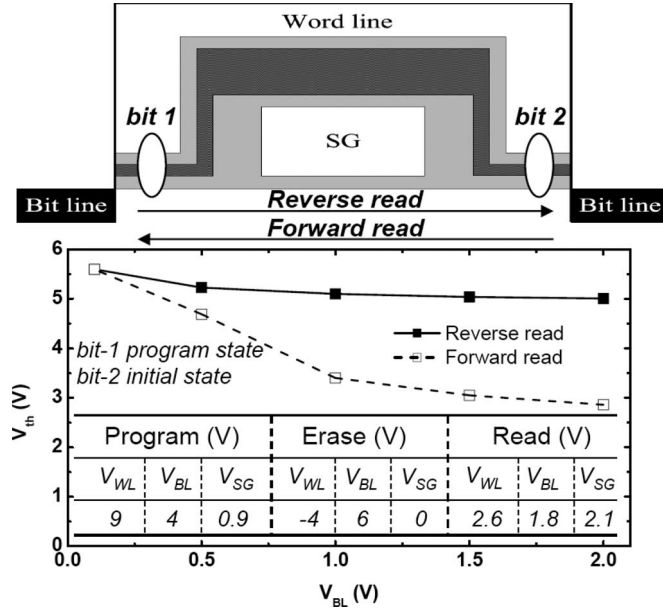 Word line
bit 1
bit 2
SG
Bit line
Reverse read
Bit line
Forward read
6
5
4
3
2
1
0
V_th (V)
Reverse read
Forward read
bit-1 program state
bit-2 initial state
Program (V) Erase (V) Read (V)
V_WL V_BL V_SG V_WL V_BL V_SG V_WL V_BL V_SG
9 4 0.9 -4 6 0 2.6 1.8 2.1
0.0 0.5 1.0 1.5 2.0
V_BL (V)